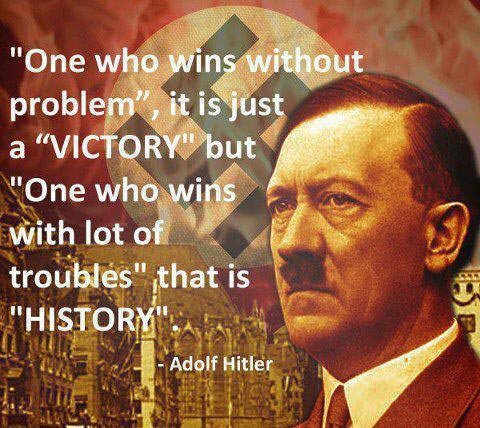 "One who wins without
problem”, it is just
a “VICTORY" but
"One who wins
with lot of
troubles" that is
"HISTORY".
- Adolf Hitler